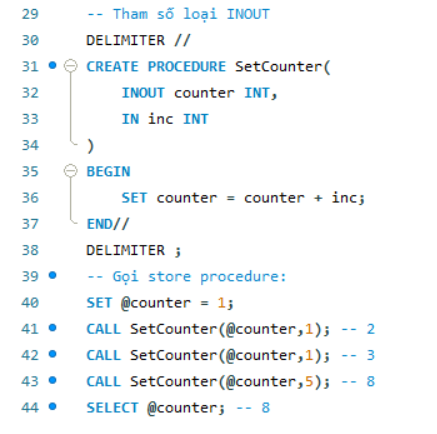 29 -- Tham số loại INOUT
30 DELIMITER //
31 CREATE PROCEDURE SetCounter(
32 INOUT counter INT,
33 IN inc INT
34 )
35 BEGIN
36 SET counter = counter + inc;
37 END//
38 DELIMITER ;
39 -- Gọi store procedure:
40 SET @counter = 1;
41 CALL SetCounter(@counter,1); -- 2
42 CALL SetCounter(@counter,1); -- 3
43 CALL SetCounter(@counter,5); -- 8
44 SELECT @counter; -- 8